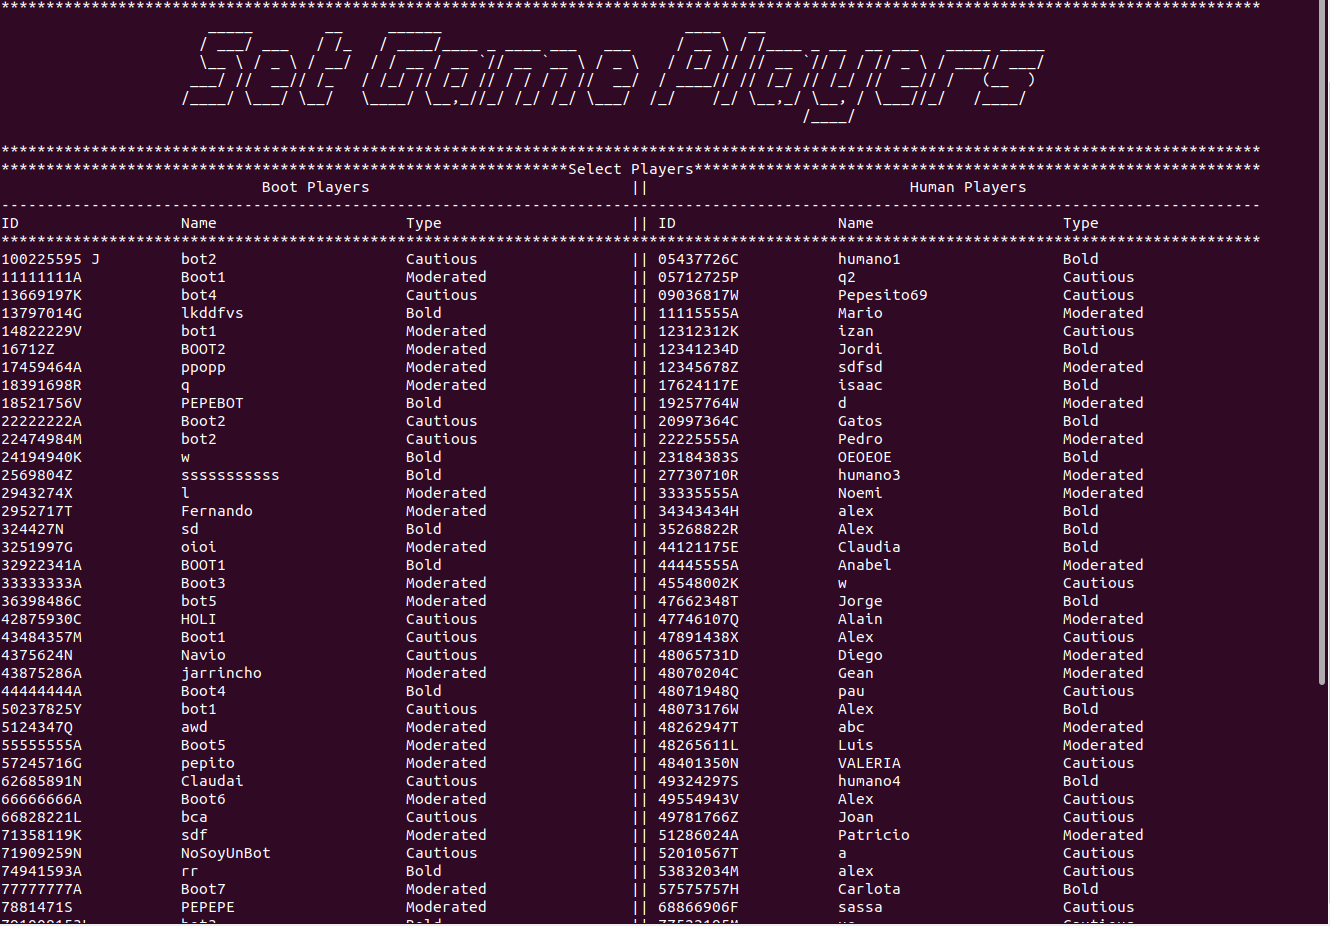 ********************************************************************************************************************************************
Set Game Players
********************************************************************************************************************************************
***************************************************************Select Players***************************************************************
Boot Players || Human Players
--------------------------------------------------------------------------------------------------------------------------------------------
ID Name Type || ID Name Type
********************************************************************************************************************************************
100225595 J bot2 Cautious || 05437726C humano1 Bold
11111111A Boot1 Moderated || 05712725P q2 Cautious
13669197K bot4 Cautious || 09036817W Pepesito69 Cautious
13797014G lkddfvs Bold || 11115555A Mario Moderated
14822229V bot1 Moderated || 12312312K izan Cautious
16712Z BOOT2 Moderated || 12341234D Jordi Bold
17459464A ppopp Moderated || 12345678Z sdfsd Moderated
18391698R q Moderated || 17624117E isaac Bold
18521756V PEPEBOT Bold || 19257764W d Moderated
22222222A Boot2 Cautious || 20997364C Gatos Bold
22474984M bot2 Cautious || 22225555A Pedro Moderated
24194940K w Bold || 23184383S OEOEOE Bold
2569804Z sssssssssss Bold || 27730710R humano3 Moderated
2943274X l Moderated || 33335555A Noemi Moderated
2952717T Fernando Moderated || 34343434H alex Bold
324427N sd Bold || 35268822R Alex Bold
3251997G oioi Moderated || 44121175E Claudia Bold
32922341A BOOT1 Bold || 44445555A Anabel Moderated
33333333A Boot3 Moderated || 45548002K w Cautious
36398486C bot5 Moderated || 47662348T Jorge Bold
42875930C HOLI Cautious || 47746107Q Alain Moderated
43484357M Boot1 Cautious || 47891438X Alex Cautious
4375624N Navio Cautious || 48065731D Diego Moderated
43875286A jarrincho Moderated || 48070204C Gean Moderated
44444444A Boot4 Bold || 48071948Q pau Cautious
50237825Y bot1 Cautious || 48073176W Alex Bold
5124347Q awd Moderated || 48262947T abc Moderated
55555555A Boot5 Moderated || 48265611L Luis Moderated
57245716G pepito Moderated || 48401350N VALERIA Cautious
62685891N Claudai Cautious || 49324297S humano4 Bold
66666666A Boot6 Moderated || 49554943V Alex Cautious
66828221L bca Cautious || 49781766Z Joan Cautious
71358119K sdf Moderated || 51286024A Patricio Moderated
71909259N NoSoyUnBot Cautious || 52010567T a Cautious
74941593A rr Bold || 53832034M alex Cautious
77777777A Boot7 Moderated || 57575757H Carlota Bold
7881471S PEPEPE Moderated || 68866906F sassa Cautious